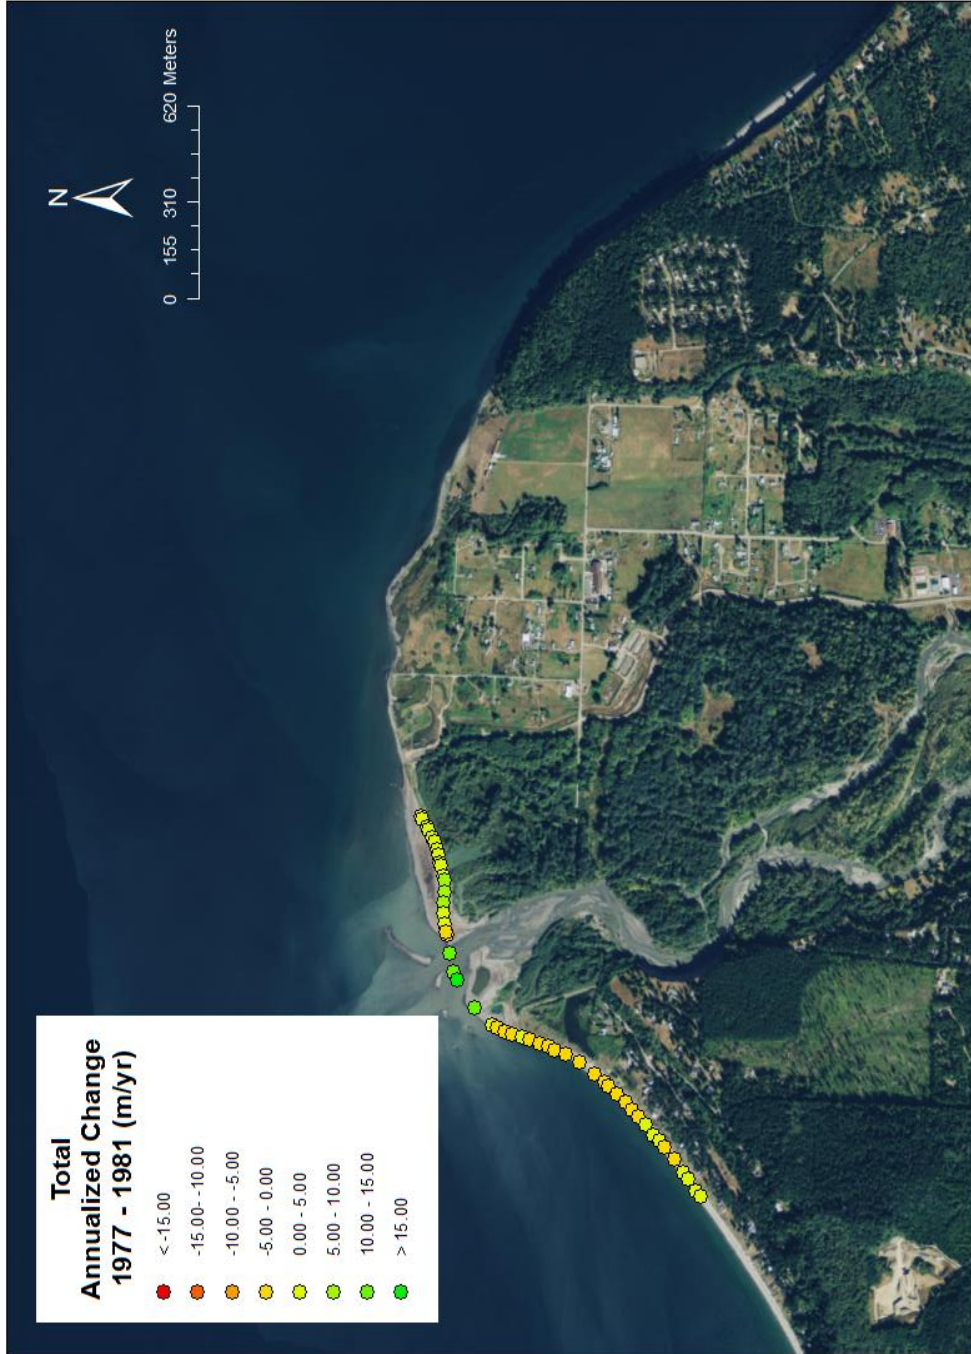 Total
Annualized Change
1977 - 1981 (m/yr)
< -15.00
-15.00 - -10.00
-10.00 - -5.00
-5.00 - 0.00
0.00 - 5.00
5.00 - 10.00
10.00 - 15.00
> 15.00
N
0 155 310 620 Meters